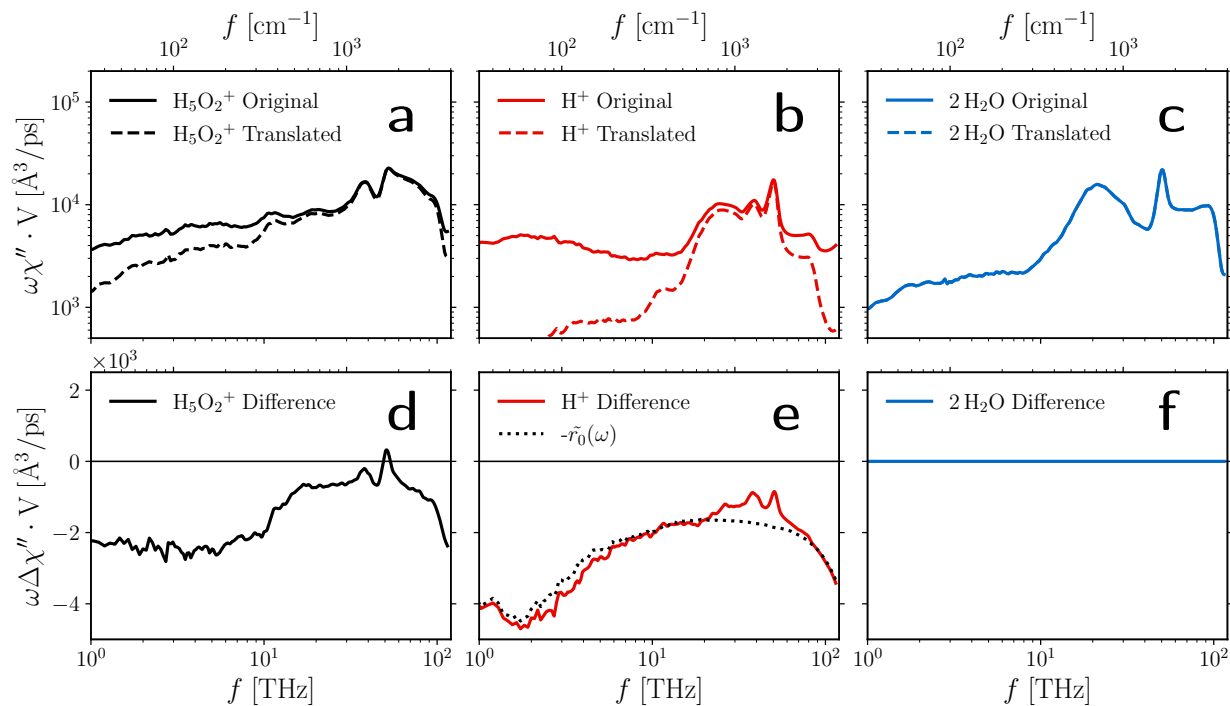 f [cm⁻¹] f [cm⁻¹] f [cm⁻¹]
10² 10³ 10² 10³ 10² 10³
ωχ′′ · V [Å³/ps]
10⁵
10⁴
10³
H₅O₂⁺ Original
H₅O₂⁺ Translated
a
H⁺ Original
H⁺ Translated
b
2 H₂O Original
2 H₂O Translated
c
×10³
ωΔχ′′ · V [Å³/ps]
2
0
−2
−4
H₅O₂⁺ Difference
d
H⁺ Difference
-r̃₀(ω)
e
2 H₂O Difference
f
10⁰ 10¹ 10² 10⁰ 10¹ 10² 10⁰ 10¹ 10²
f [THz] f [THz] f [THz]